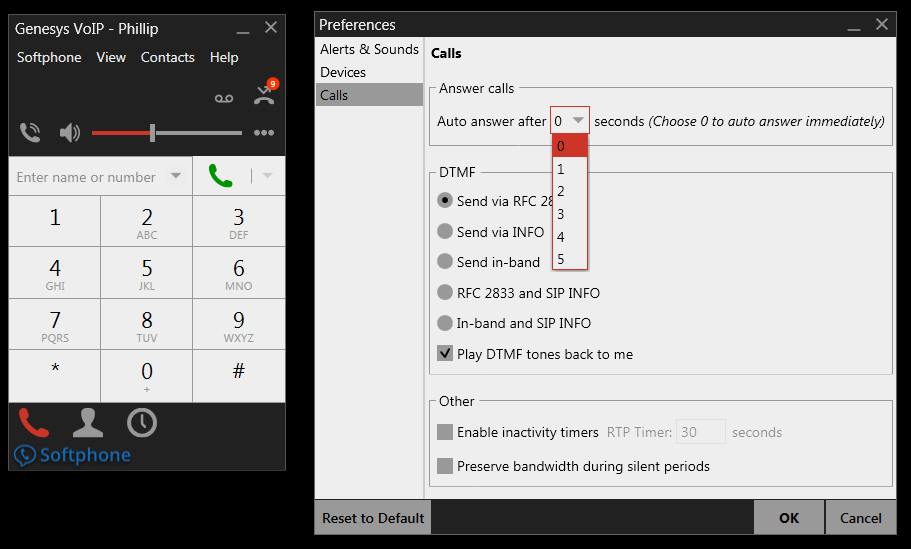 Genesys VoIP - Phillip
Softphone View Contacts Help
9
Enter name or number
1
2
ABC
3
DEF
4
GHI
5
JKL
6
MNO
7
PQRS
8
TUV
9
WXYZ
*
0
+
#
Softphone
Preferences
Alerts & Sounds
Devices
Calls
Calls
Answer calls
Auto answer after 0 seconds (Choose 0 to auto answer immediately)
0
1
2
3
4
5
DTMF
Send via RFC 28
Send via INFO
Send in-band
RFC 2833 and SIP INFO
In-band and SIP INFO
Play DTMF tones back to me
Other
Enable inactivity timers RTP Timer: 30 seconds
Preserve bandwidth during silent periods
Reset to Default OK Cancel